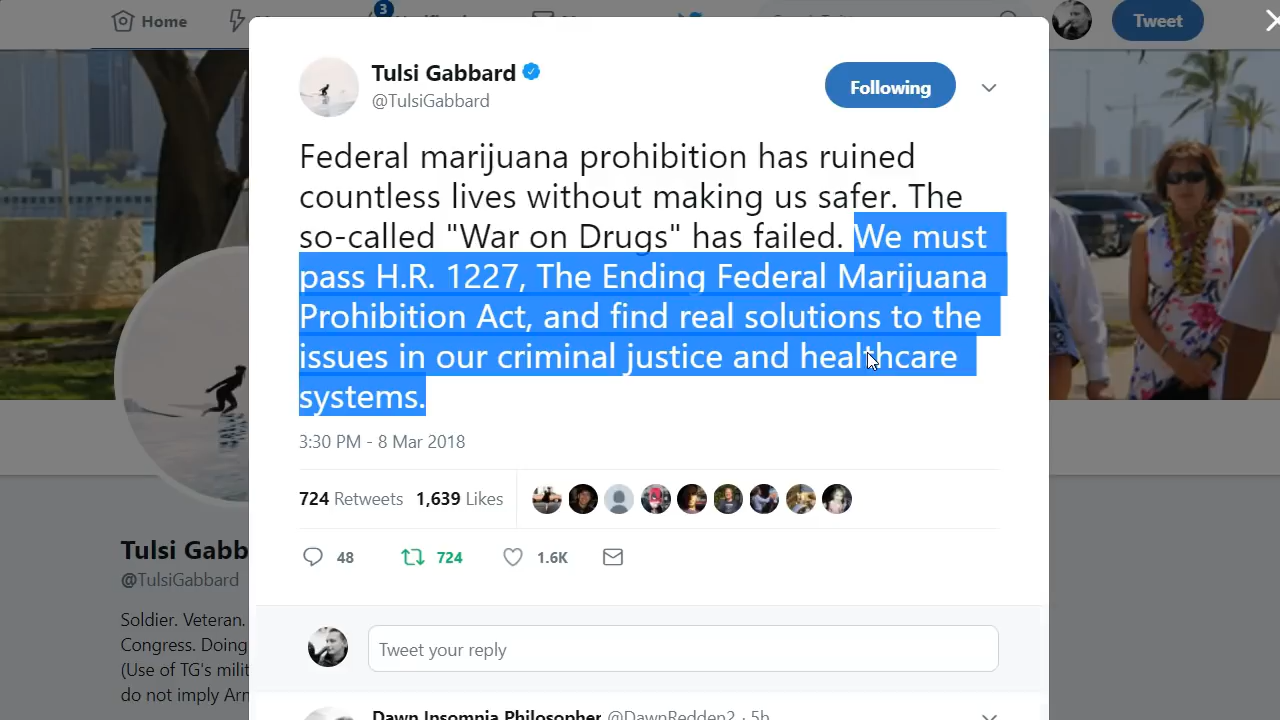 3
Home
Tweet
Tulsi Gabbard
@TulsiGabbard
Following
Federal marijuana prohibition has ruined
countless lives without making us safer. The
so-called "War on Drugs" has failed. We must
pass H.R. 1227, The Ending Federal Marijuana
Prohibition Act, and find real solutions to the
issues in our criminal justice and healthcare
systems.
3:30 PM - 8 Mar 2018
724 Retweets 1,639 Likes
48 724 1.6K
Tweet your reply
Dawn Insomnia Philosopher @DawnRedden2 · 5h
Tulsi Gabb
@TulsiGabbard
Soldier. Veteran.
Congress. Doing
(Use of TG's milit
do not imply Arm